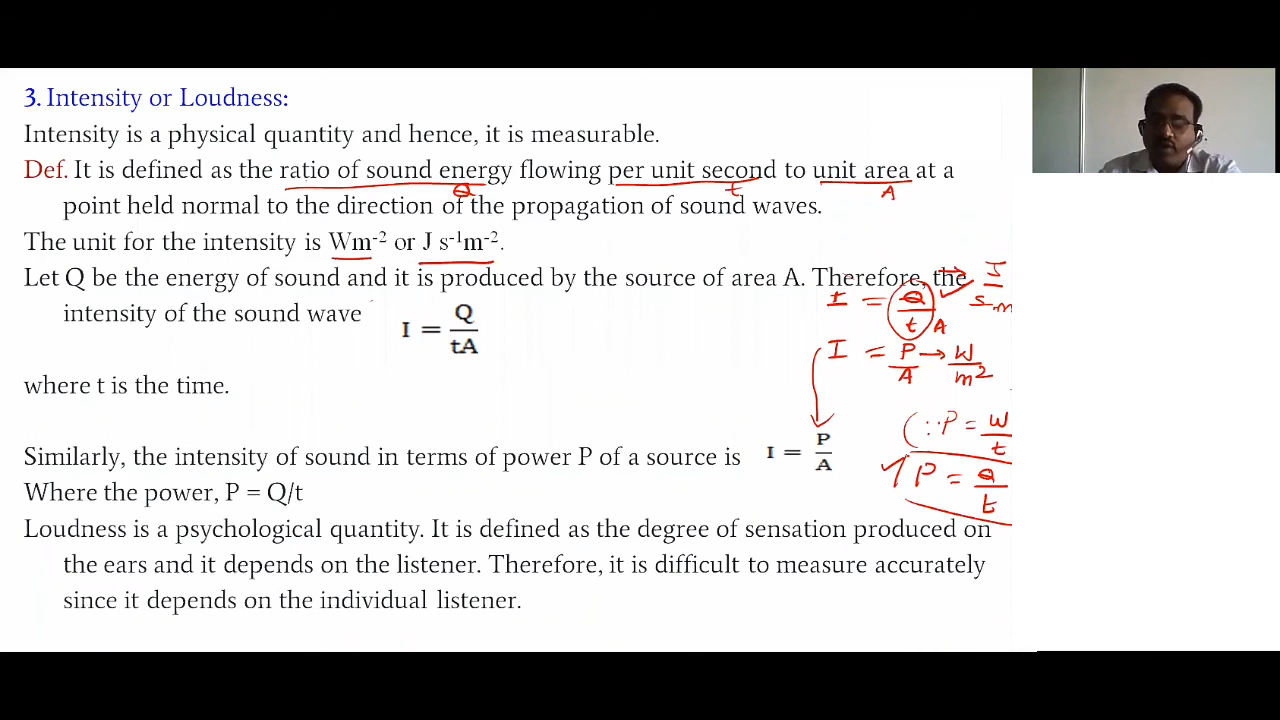 3. Intensity or Loudness:
Intensity is a physical quantity and hence, it is measurable.
Def. It is defined as the ratio of sound energy flowing per unit second to unit area at a
Q t A
point held normal to the direction of the propagation of sound waves.
The unit for the intensity is Wm⁻² or J s⁻¹m⁻².
Let Q be the energy of sound and it is produced by the source of area A. Therefore, the
intensity of the sound wave I = Q/tA
I = Q/t A → J/s m
I = P/A → W/m²
where t is the time.
(∵ P = W/t
Similarly, the intensity of sound in terms of power P of a source is I = P/A
P = Q/t
Where the power, P = Q/t
Loudness is a psychological quantity. It is defined as the degree of sensation produced on
the ears and it depends on the listener. Therefore, it is difficult to measure accurately
since it depends on the individual listener.